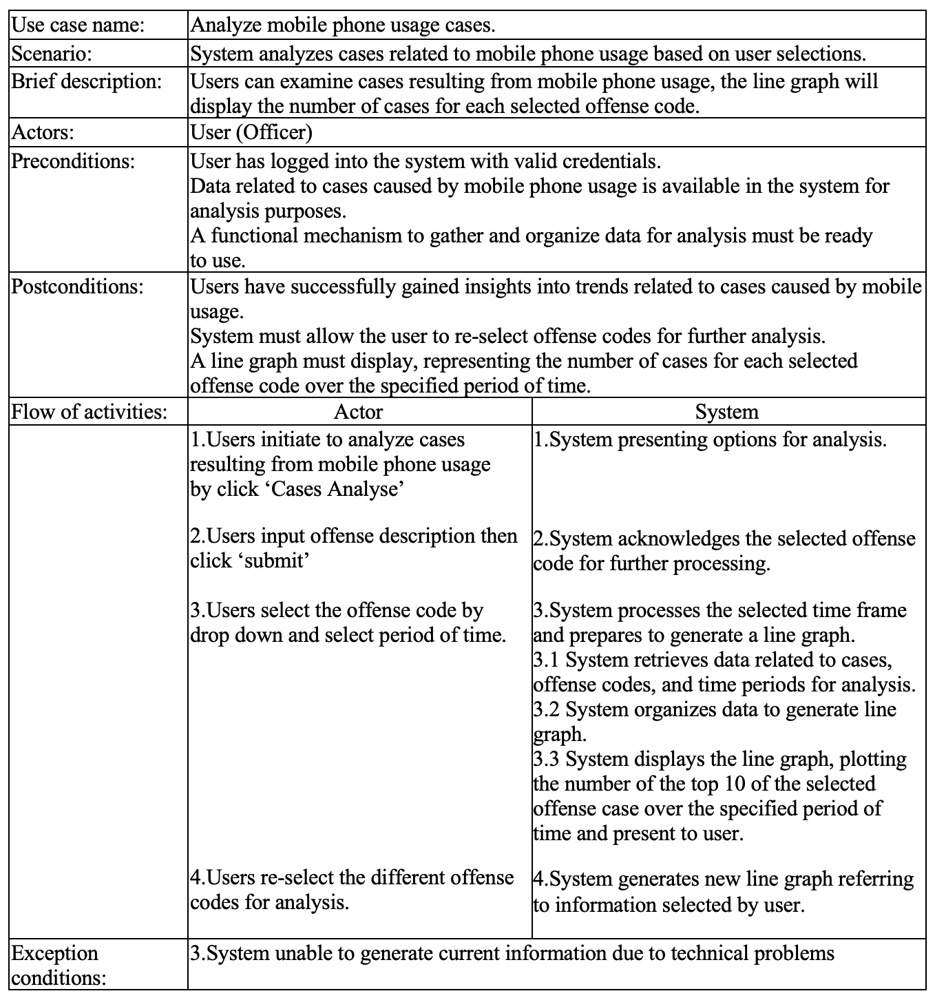 Use case name:
Analyze mobile phone usage cases.
Scenario:
System analyzes cases related to mobile phone usage based on user selections.
Brief description:
Users can examine cases resulting from mobile phone usage, the line graph will
display the number of cases for each selected offense code.
Actors:
User (Officer)
Preconditions:
User has logged into the system with valid credentials.
Data related to cases caused by mobile phone usage is available in the system for
analysis purposes.
A functional mechanism to gather and organize data for analysis must be ready
to use.
Postconditions:
Users have successfully gained insights into trends related to cases caused by mobile
usage.
System must allow the user to re-select offense codes for further analysis.
A line graph must display, representing the number of cases for each selected
offense code over the specified period of time.
Flow of activities:
Actor
System
1.Users initiate to analyze cases
resulting from mobile phone usage
by click ‘Cases Analyse’
1.System presenting options for analysis.
2.Users input offense description then
click ‘submit’
2.System acknowledges the selected offense
code for further processing.
3.Users select the offense code by
drop down and select period of time.
3.System processes the selected time frame
and prepares to generate a line graph.
3.1 System retrieves data related to cases,
offense codes, and time periods for analysis.
3.2 System organizes data to generate line
graph.
3.3 System displays the line graph, plotting
the number of the top 10 of the selected
offense case over the specified period of
time and present to user.
4.Users re-select the different offense
codes for analysis.
4.System generates new line graph referring
to information selected by user.
Exception
conditions:
3.System unable to generate current information due to technical problems